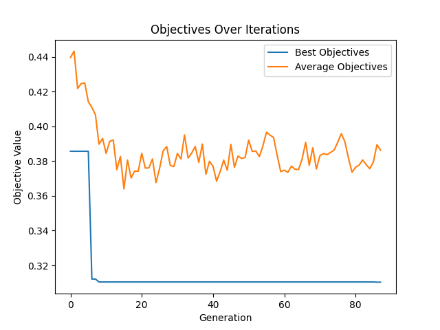 Objectives Over Iterations
Best Objectives
Average Objectives
0.44
0.42
0.40
0.38
0.36
0.34
0.32
Objective Value
0
20
40
60
80
Generation